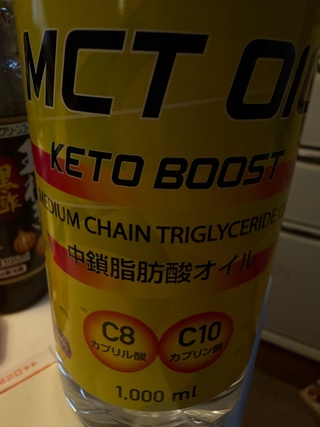 MCT OIL
KETO BOOST
MEDIUM CHAIN TRIGLYCERIDE
中鎖脂肪酸オイル
C8
カプリル酸
C10
カプリン酸
1.000 ml